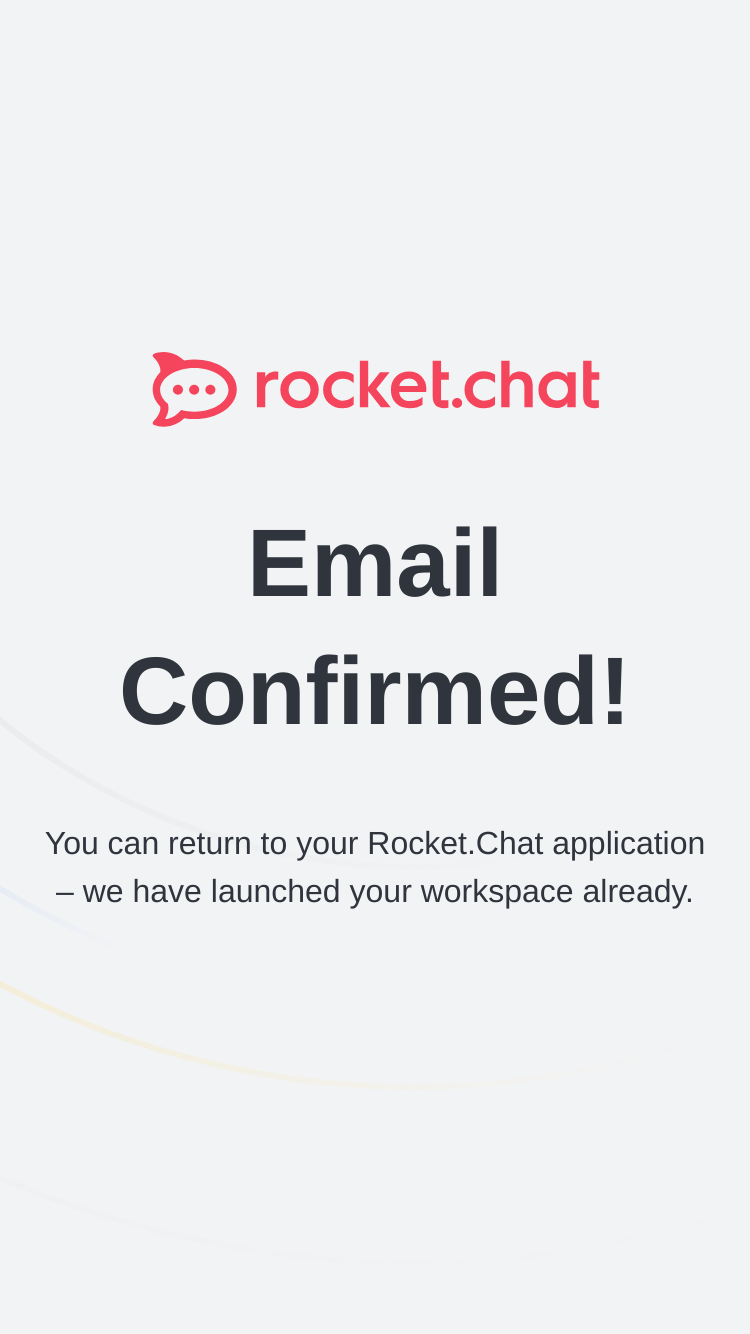 rocket.chat
Email
Confirmed!
You can return to your Rocket.Chat application
– we have launched your workspace already.